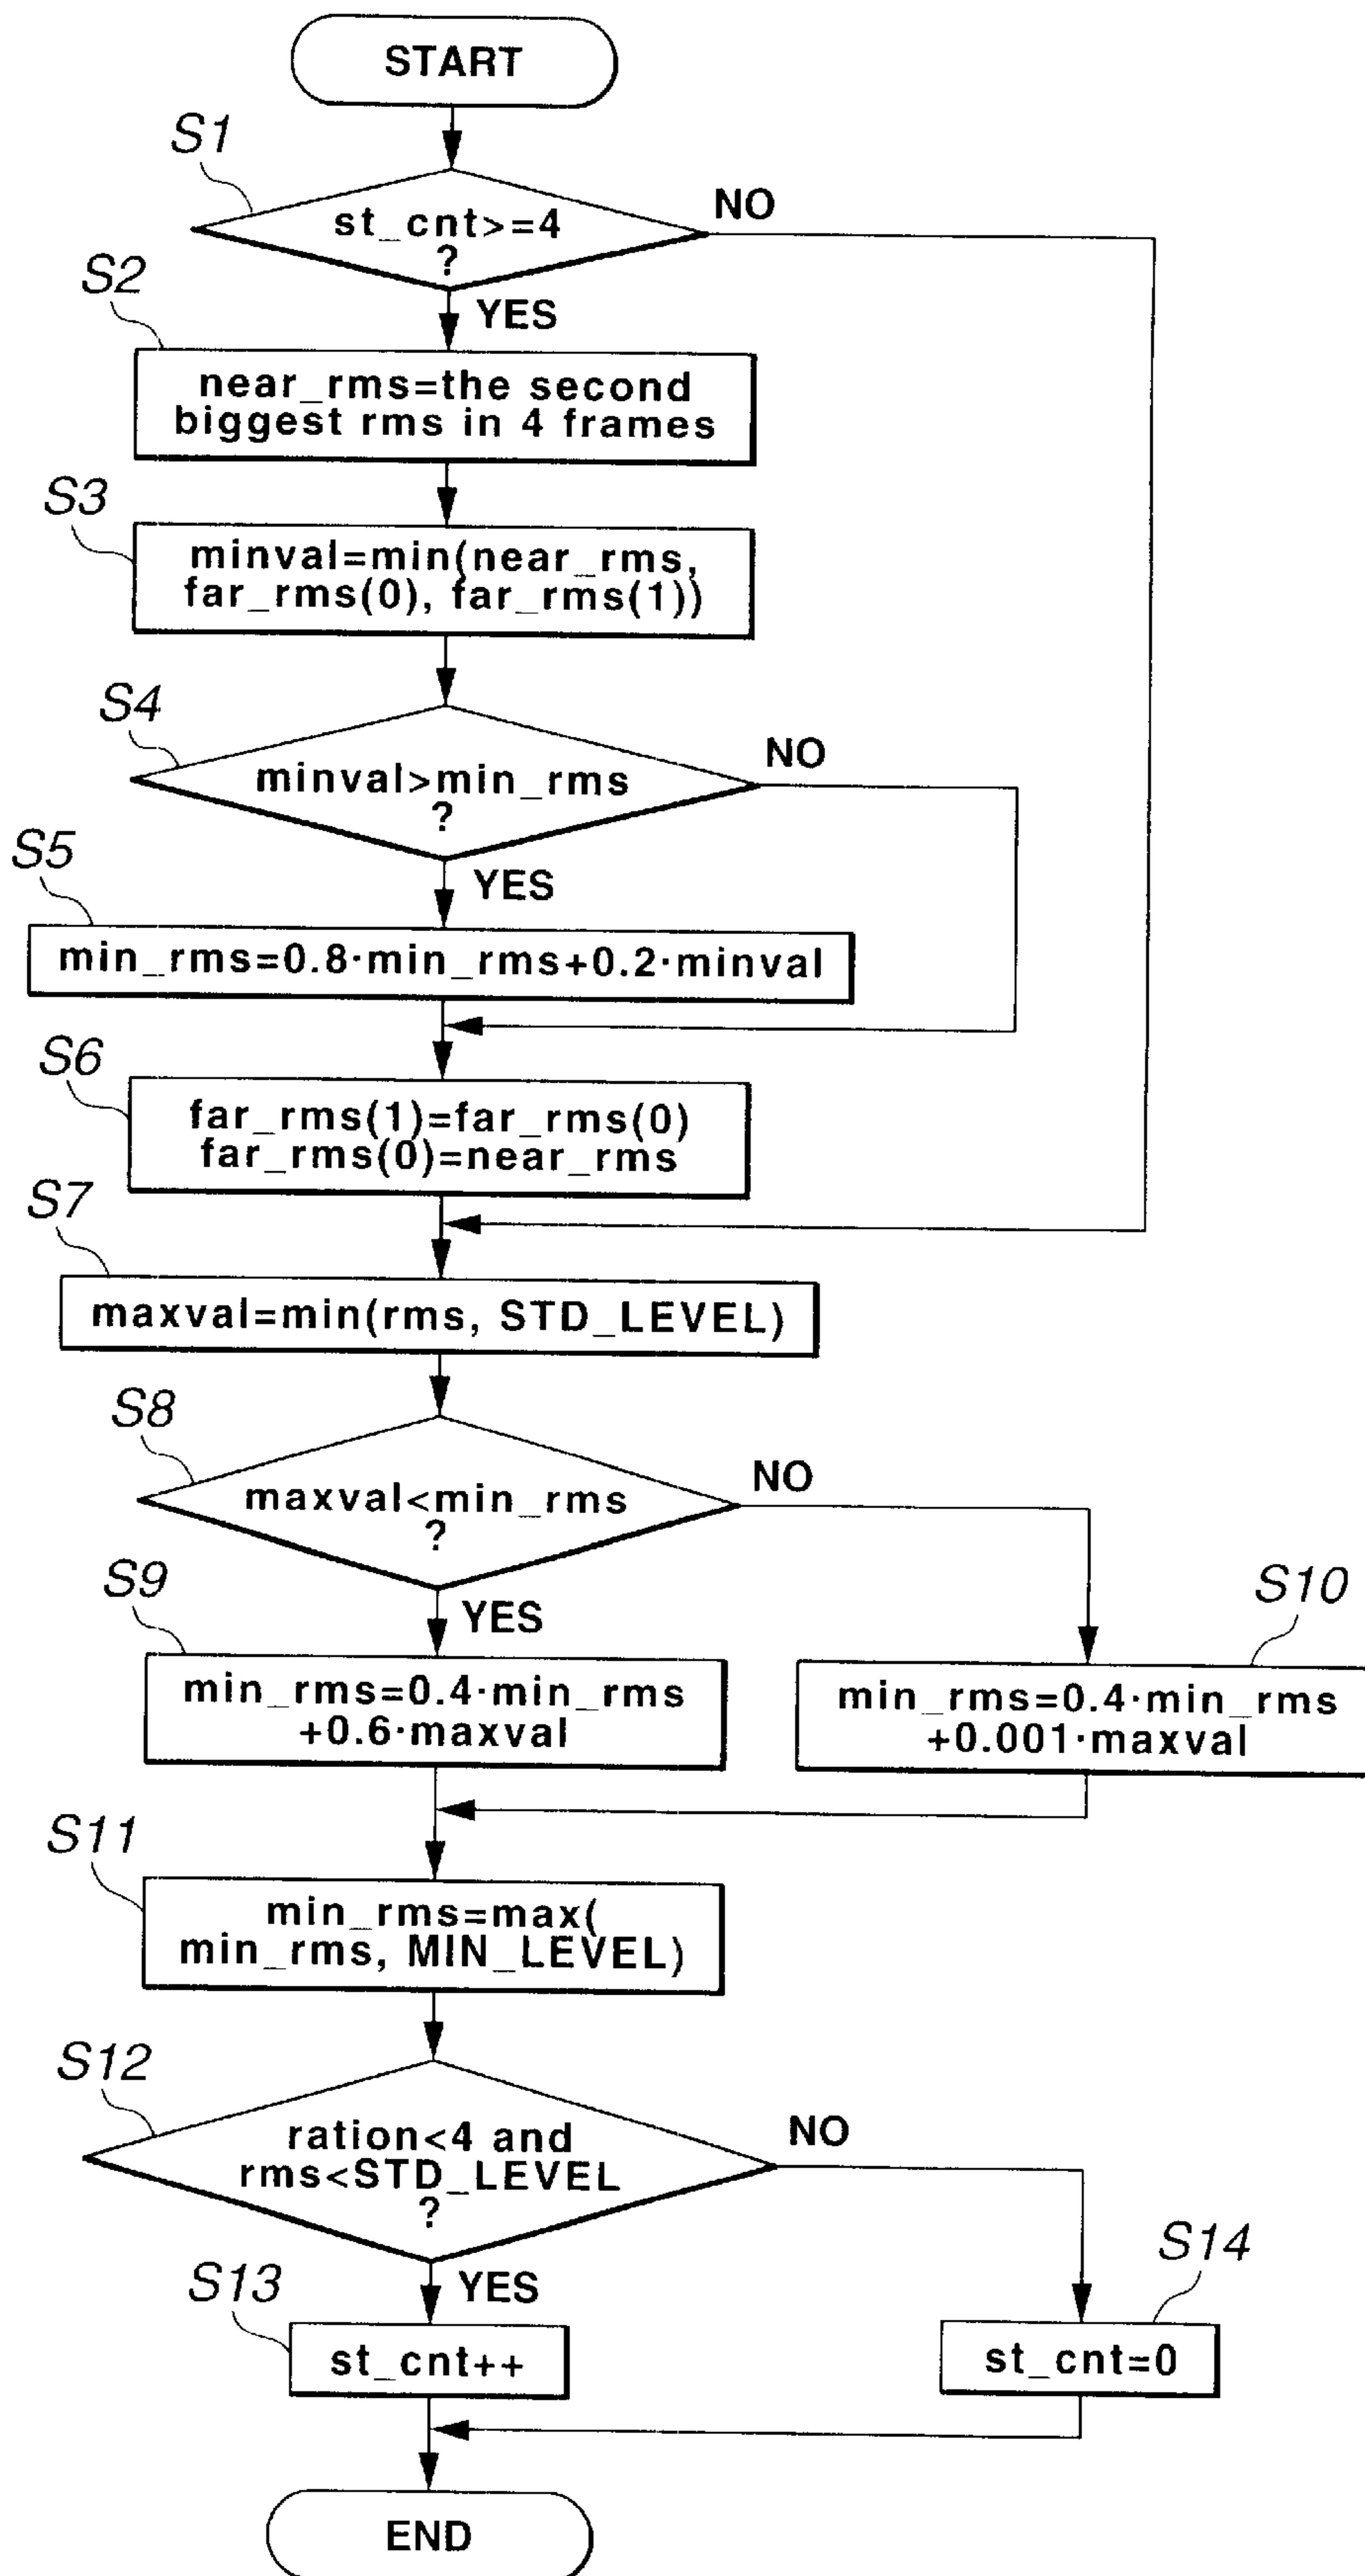 START
S1
st_cnt>=4
?
NO
YES
S2
near_rms=the second
biggest rms in 4 frames
S3
minval=min(near_rms,
far_rms(0), far_rms(1))
S4
minval>min_rms
?
NO
YES
S5
min_rms=0.8·min_rms+0.2·minval
S6
far_rms(1)=far_rms(0)
far_rms(0)=near_rms
S7
maxval=min(rms, STD_LEVEL)
S8
maxval<min_rms
?
NO
YES
S9
min_rms=0.4·min_rms
+0.6·maxval
S10
min_rms=0.4·min_rms
+0.001·maxval
S11
min_rms=max(
min_rms, MIN_LEVEL)
S12
ration<4 and
rms<STD_LEVEL
?
NO
YES
S13
st_cnt++
S14
st_cnt=0
END